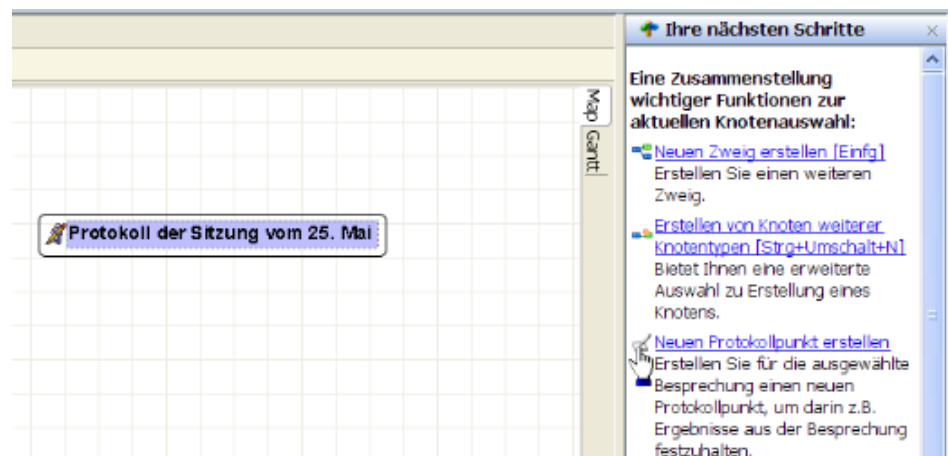 Ihre nächsten Schritte
Eine Zusammenstellung
wichtiger Funktionen zur
aktuellen Knotenauswahl:
Neuen Zweig erstellen [Einfg]
Erstellen Sie einen weiteren
Zweig.
Erstellen von Knoten weiterer
Knotentypen [Strg+Umschalt+N]
Bietet Ihnen eine erweiterte
Auswahl zu Erstellung eines
Knotens.
Neuen Protokollpunkt erstellen
Erstellen Sie für die ausgewählte
Besprechung einen neuen
Protokollpunkt, um darin z.B.
Ergebnisse aus der Besprechung
festzuhalten.
Map
Gantt
Protokoll der Sitzung vom 25. Mai